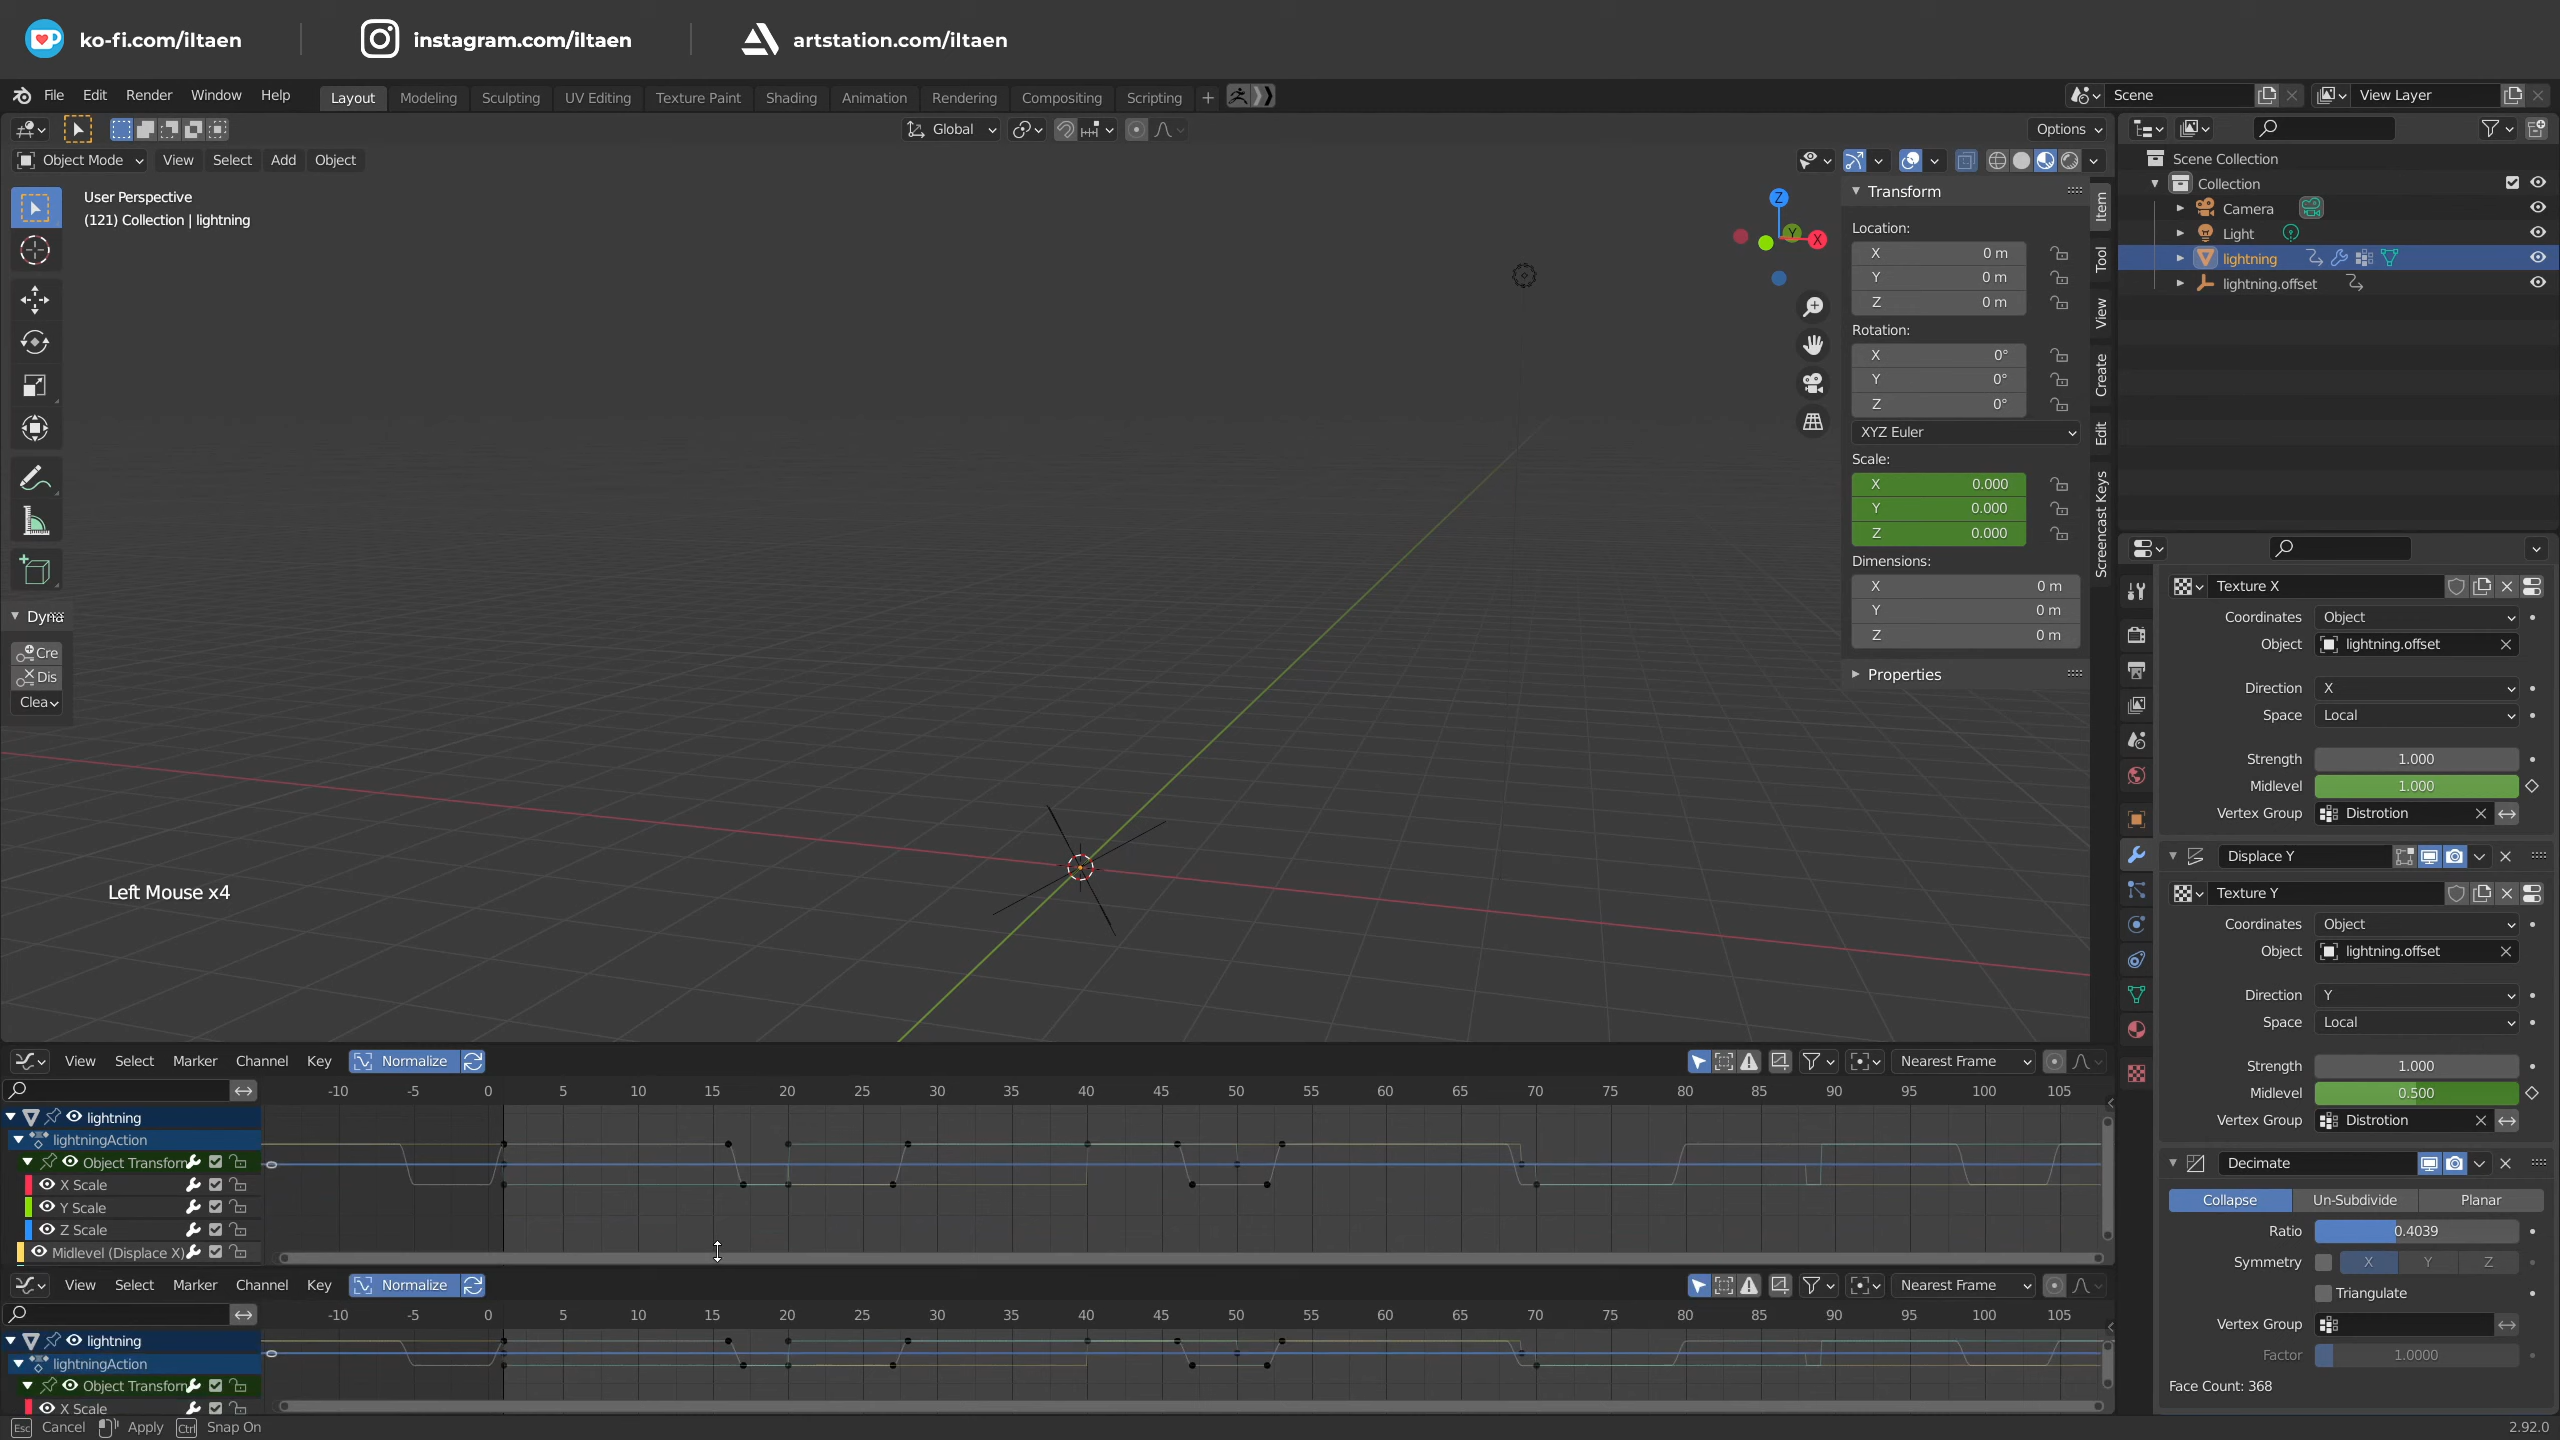 ko-fi.com/iltaen
instagram.com/iltaen
artstation.com/iltaen
File Edit Render Window Help
Layout Modeling Sculpting UV Editing Texture Paint Shading Animation Rendering Compositing Scripting +
Scene
View Layer
Global
Options
Object Mode View Select Add Object
User Perspective
(121) Collection | lightning
Z
Y
X
Dyna
Cre
Dis
Clea
Left Mouse x4
Transform
Location:
X 0 m
Y 0 m
Z 0 m
Rotation:
X 0°
Y 0°
Z 0°
XYZ Euler
Scale:
X 0.000
Y 0.000
Z 0.000
Dimensions:
X 0 m
Y 0 m
Z 0 m
Properties
Item
Tool
View
Create
Edit
Screencast Keys
Scene Collection
Collection
Camera
Light
lightning
lightning.offset
Texture X
Coordinates Object
Object lightning.offset
Direction X
Space Local
Strength 1.000
Midlevel 1.000
Vertex Group Distrotion
Displace Y
Texture Y
Coordinates Object
Object lightning.offset
Direction Y
Space Local
Strength 1.000
Midlevel 0.500
Vertex Group Distrotion
Decimate
Collapse Un-Subdivide Planar
Ratio 0.4039
Symmetry X Y Z
Triangulate
Vertex Group
Factor 1.0000
Face Count: 368
View Select Marker Channel Key Normalize Nearest Frame
-10 -5 0 5 10 15 20 25 30 35 40 45 50 55 60 65 70 75 80 85 90 95 100 105
lightning
lightningAction
Object Transform
X Scale
Y Scale
Z Scale
Midlevel (Displace X)
View Select Marker Channel Key Normalize Nearest Frame
-10 -5 0 5 10 15 20 25 30 35 40 45 50 55 60 65 70 75 80 85 90 95 100 105
lightning
lightningAction
Object Transform
X Scale
Esc Cancel Apply Ctrl Snap On
2.92.0